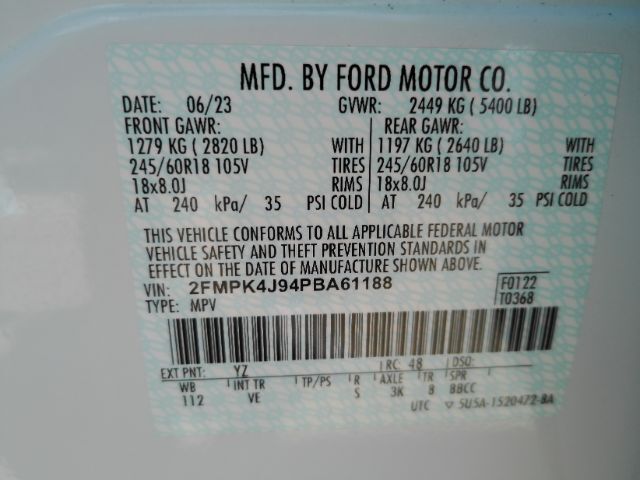 MFD. BY FORD MOTOR CO.
DATE: 06/23 GVWR: 2449 KG ( 5400 LB)
FRONT GAWR: REAR GAWR:
1279 KG ( 2820 LB) WITH 1197 KG ( 2640 LB) WITH
245/60R18 105V TIRES 245/60R18 105V TIRES
18x8.0J RIMS 18x8.0J RIMS
AT 240 kPa/ 35 PSI COLD AT 240 kPa/ 35 PSI COLD
THIS VEHICLE CONFORMS TO ALL APPLICABLE FEDERAL MOTOR
VEHICLE SAFETY AND THEFT PREVENTION STANDARDS IN
EFFECT ON THE DATE OF MANUFACTURE SHOWN ABOVE.
VIN: 2FMPK4J94PBA61188 F0122
TYPE: MPV T0368
EXT PNT: YZ RC: 48 DSO:
WB INT TR TP/PS R AXLE TR SPR
112 VE S 3K 8 BBCC
UTC ▽ 5U5A-1520472-BA